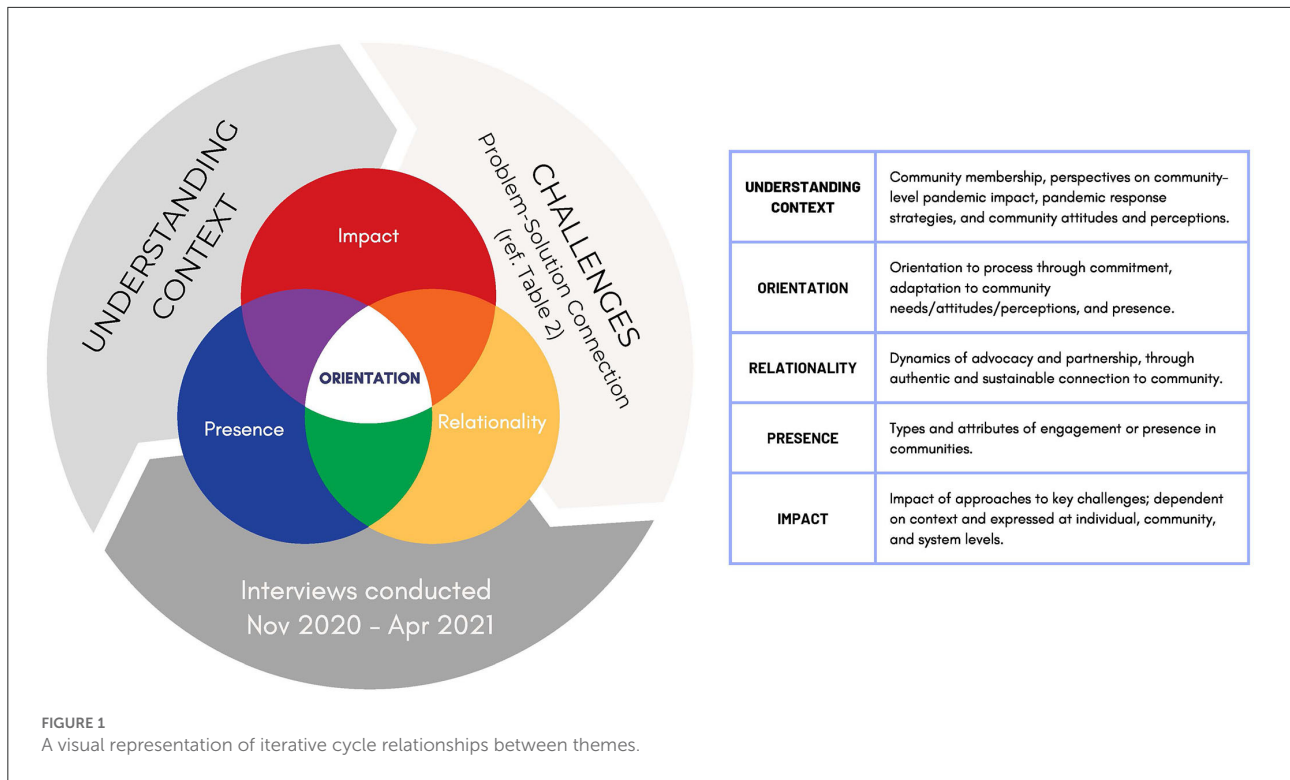 UNDERSTANDING
CONTEXT
CHALLENGES
Problem-Solution Connection
(ref. Table 2)
Impact
ORIENTATION
Presence
Relationality
Interviews conducted
Nov 2020 - Apr 2021
UNDERSTANDING
CONTEXT
Community membership, perspectives on community-
level pandemic impact, pandemic response
strategies, and community attitudes and perceptions.
ORIENTATION
Orientation to process through commitment,
adaptation to community
needs/attitudes/perceptions, and presence.
RELATIONALITY
Dynamics of advocacy and partnership, through
authentic and sustainable connection to community.
PRESENCE
Types and attributes of engagement or presence in
communities.
IMPACT
Impact of approaches to key challenges; dependent
on context and expressed at individual, community,
and system levels.
FIGURE 1
A visual representation of iterative cycle relationships between themes.